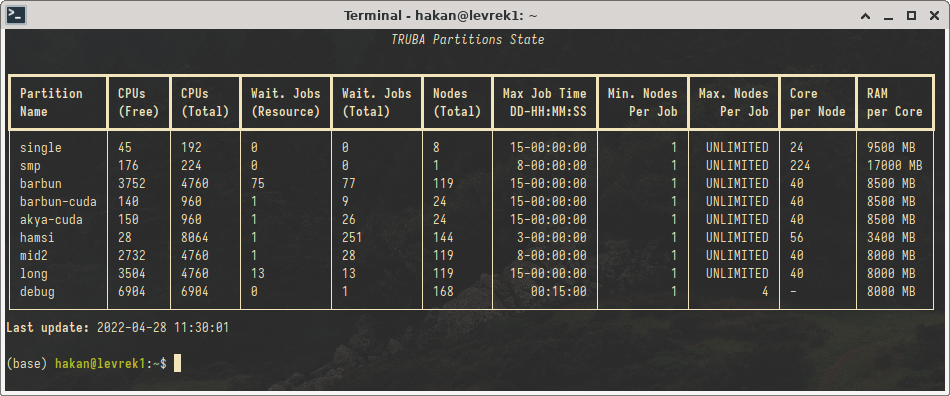 Terminal - hakan@levrek1: ~
TRUBA Partitions State
Partition Name CPUs (Free) CPUs (Total) Wait. Jobs (Resource) Wait. Jobs (Total) Nodes (Total) Max Job Time DD-HH:MM:SS Min. Nodes Per Job Max. Nodes Per Job Core per Node RAM per Core
single 45 192 0 0 8 15-00:00:00 1 UNLIMITED 24 9500 MB
smp 176 224 0 0 1 8-00:00:00 1 UNLIMITED 224 17000 MB
barbun 3752 4760 75 77 119 15-00:00:00 1 UNLIMITED 40 8500 MB
barbun-cuda 140 960 1 9 24 15-00:00:00 1 UNLIMITED 40 8500 MB
akya-cuda 150 960 1 26 24 15-00:00:00 1 UNLIMITED 40 8500 MB
hamsi 28 8064 1 251 144 3-00:00:00 1 UNLIMITED 56 3400 MB
mid2 2732 4760 1 28 119 8-00:00:00 1 UNLIMITED 40 8000 MB
long 3504 4760 13 13 119 15-00:00:00 1 UNLIMITED 40 8000 MB
debug 6904 6904 0 1 168 00:15:00 1 4 - 8000 MB
Last update: 2022-04-28 11:30:01
(base) hakan@levrek1:~$